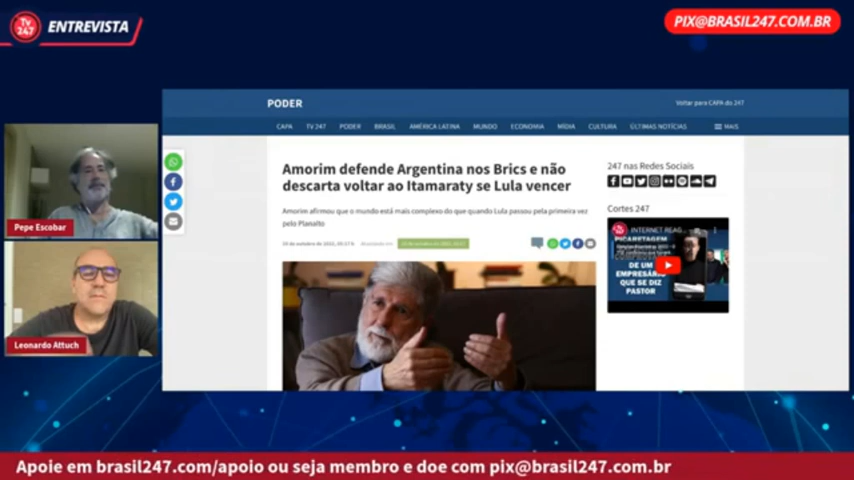 Tv
247
ENTREVISTA
PIX@BRASIL247.COM.BR
PODER
Voltar para CAPA do 247
CAPA TV 247 PODER BRASIL AMÉRICA LATINA MUNDO ECONOMIA MÍDIA CULTURA ÚLTIMAS NOTÍCIAS MAIS
Amorim defende Argentina nos Brics e não
descarta voltar ao Itamaraty se Lula vencer
Amorim afirmou que o mundo está mais complexo do que quando Lula passou pela primeira vez
pelo Planalto
247 nas Redes Sociais
Cortes 247
INTERNET REAG
PICARETAGEM
DE UM
EMPRESÁRIO
QUE SE DIZ
PASTOR
Pepe Escobar
Leonardo Attuch
Apoie em brasil247.com/apoio ou seja membro e doe com pix@brasil247.com.br